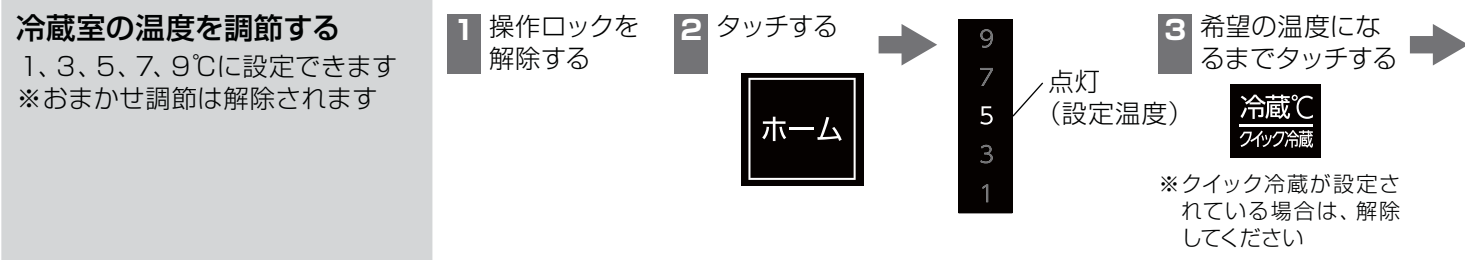 冷蔵室の温度を調節する
1、3、5、7、9℃に設定できます
※おまかせ調節は解除されます
1 操作ロックを
解除する
2 タッチする
ホーム
9
7
5
3
1
点灯
（設定温度）
3 希望の温度にな
るまでタッチする
冷蔵℃
クイック冷蔵
※クイック冷蔵が設定さ
れている場合は、解除
してください